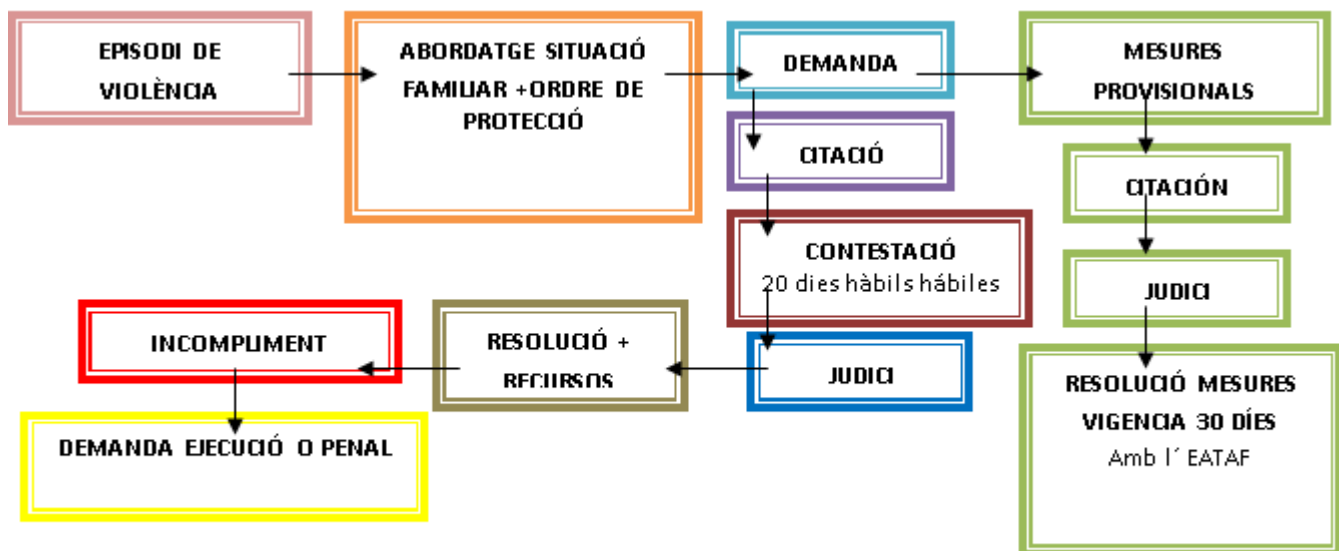 EPISODI DE
VIOLÈNCIA
ABORDATGE SITUACIÓ
FAMILIAR +ORDRE DE
PROTECCIÓ
DEMANDA
MESURES
PROVISIONALS
CITACIÓ
CITACIÓN
CONTESTACIÓ
20 dies hàbils hábiles
JUDICI
INCOMPLIMENT
RESOLUCIÓ +
RECURSOS
JUDICI
RESOLUCIÓ MESURES
VIGENCIA 30 DÍES
Amb l´ EATAF
DEMANDA EJECUCIÓ O PENAL